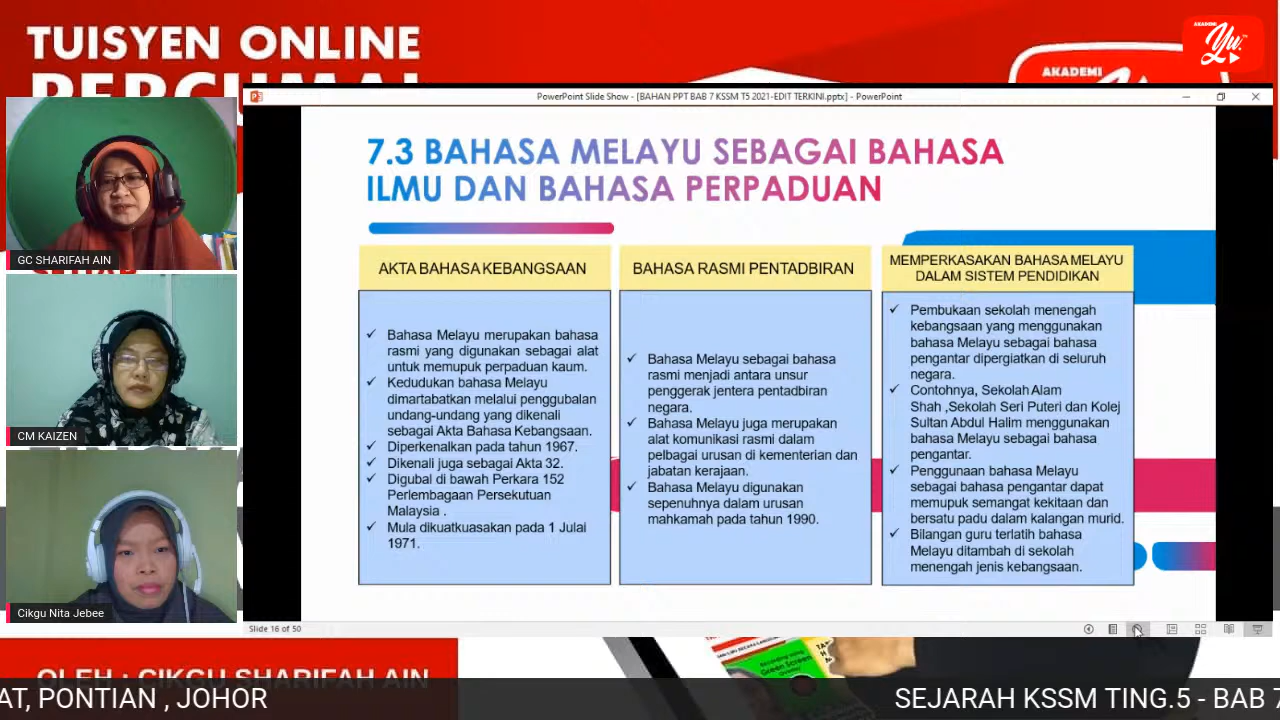 TUISYEN ONLINE
AKADEMI
Yu.
AKADEMI
PowerPoint Slide Show - [BAHAN PPT BAB 7 KSSM T5 2021-EDIT TERKINI.pptx] - PowerPoint
GC SHARIFAH AIN
CM KAIZEN
Cikgu Nita Jebee
7.3 BAHASA MELAYU SEBAGAI BAHASA
ILMU DAN BAHASA PERPADUAN
AKTA BAHASA KEBANGSAAN
✓ Bahasa Melayu merupakan bahasa
rasmi yang digunakan sebagai alat
untuk memupuk perpaduan kaum.
✓ Kedudukan bahasa Melayu
dimartabatkan melalui penggubalan
undang-undang yang dikenali
sebagai Akta Bahasa Kebangsaan.
✓ Diperkenalkan pada tahun 1967.
✓ Dikenali juga sebagai Akta 32.
✓ Digubal di bawah Perkara 152
Perlembagaan Persekutuan
Malaysia .
✓ Mula dikuatkuasakan pada 1 Julai
1971.
BAHASA RASMI PENTADBIRAN
✓ Bahasa Melayu sebagai bahasa
rasmi menjadi antara unsur
penggerak jentera pentadbiran
negara.
✓ Bahasa Melayu juga merupakan
alat komunikasi rasmi dalam
pelbagai urusan di kementerian dan
jabatan kerajaan.
✓ Bahasa Melayu digunakan
sepenuhnya dalam urusan
mahkamah pada tahun 1990.
MEMPERKASAKAN BAHASA MELAYU
DALAM SISTEM PENDIDIKAN
✓ Pembukaan sekolah menengah
kebangsaan yang menggunakan
bahasa Melayu sebagai bahasa
pengantar dipergiatkan di seluruh
negara.
✓ Contohnya, Sekolah Alam
Shah ,Sekolah Seri Puteri dan Kolej
Sultan Abdul Halim menggunakan
bahasa Melayu sebagai bahasa
pengantar.
✓ Penggunaan bahasa Melayu
sebagai bahasa pengantar dapat
memupuk semangat kekitaan dan
bersatu padu dalam kalangan murid.
✓ Bilangan guru terlatih bahasa
Melayu ditambah di sekolah
menengah jenis kebangsaan.
Slide 16 of 50
Green Screen
OLEH : CIKGU SHARIFAH AIN
AT, PONTIAN , JOHOR
SEJARAH KSSM TING.5 - BAB 7